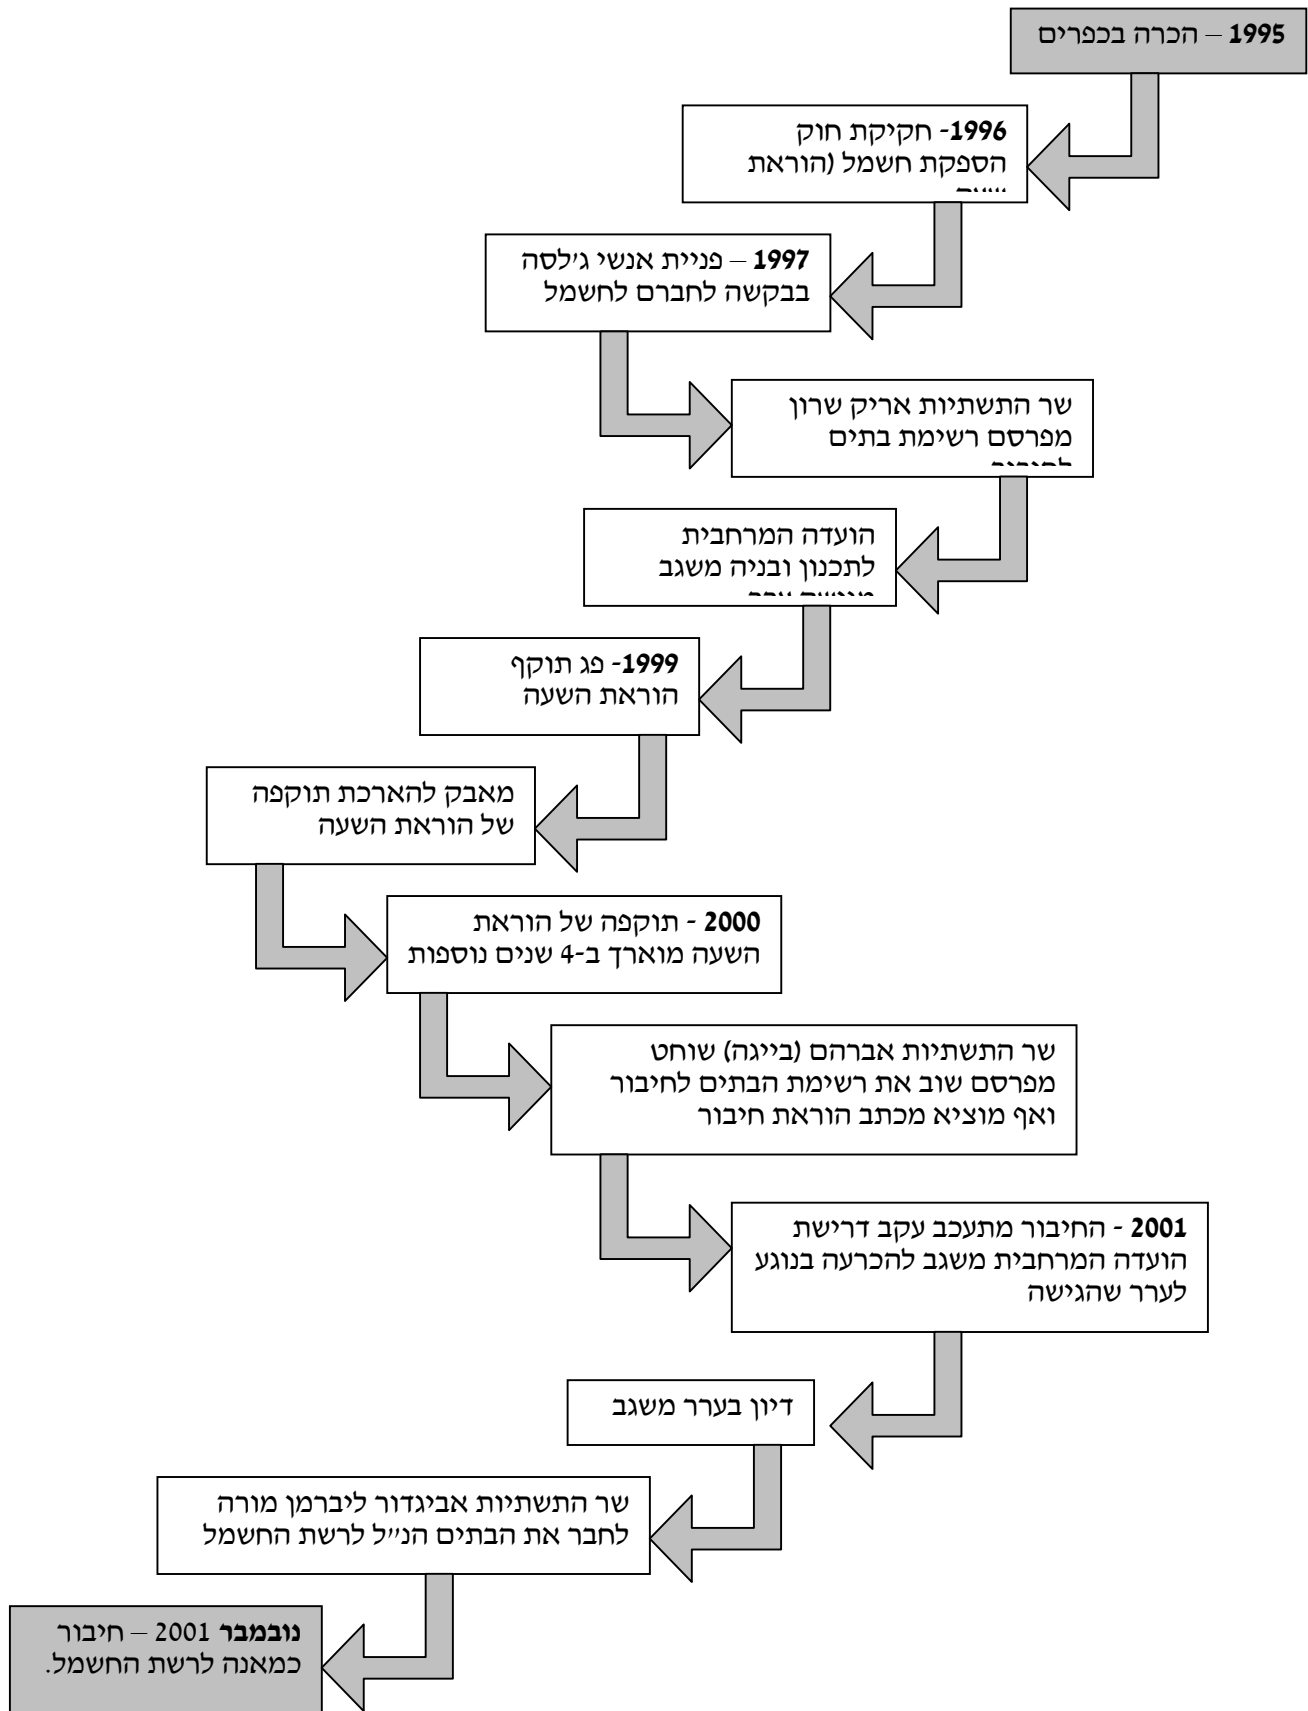 1995 – הכרה בכפרים
1996- חקיקת חוק
הספקת חשמל (הוראת
1997 – פניית אנשי ג'לסה
בבקשה לחברם לחשמל
שר התשתיות אריק שרון
מפרסם רשימת בתים
הועדה המרחבית
לתכנון ובניה משגב
1999- פג תוקף
הוראת השעה
מאבק להארכת תוקפה
של הוראת השעה
2000 - תוקפה של הוראת
השעה מוארך ב-4 שנים נוספות
שר התשתיות אברהם (בייגה) שוחט
מפרסם שוב את רשימת הבתים לחיבור
ואף מוציא מכתב הוראת חיבור
2001 - החיבור מתעכב עקב דרישת
הועדה המרחבית משגב להכרעה בנוגע
לערר שהגישה
דיון בערר משגב
שר התשתיות אביגדור ליברמן מורה
לחבר את הבתים הנ"ל לרשת החשמל
נובמבר 2001 – חיבור
כמאנה לרשת החשמל.